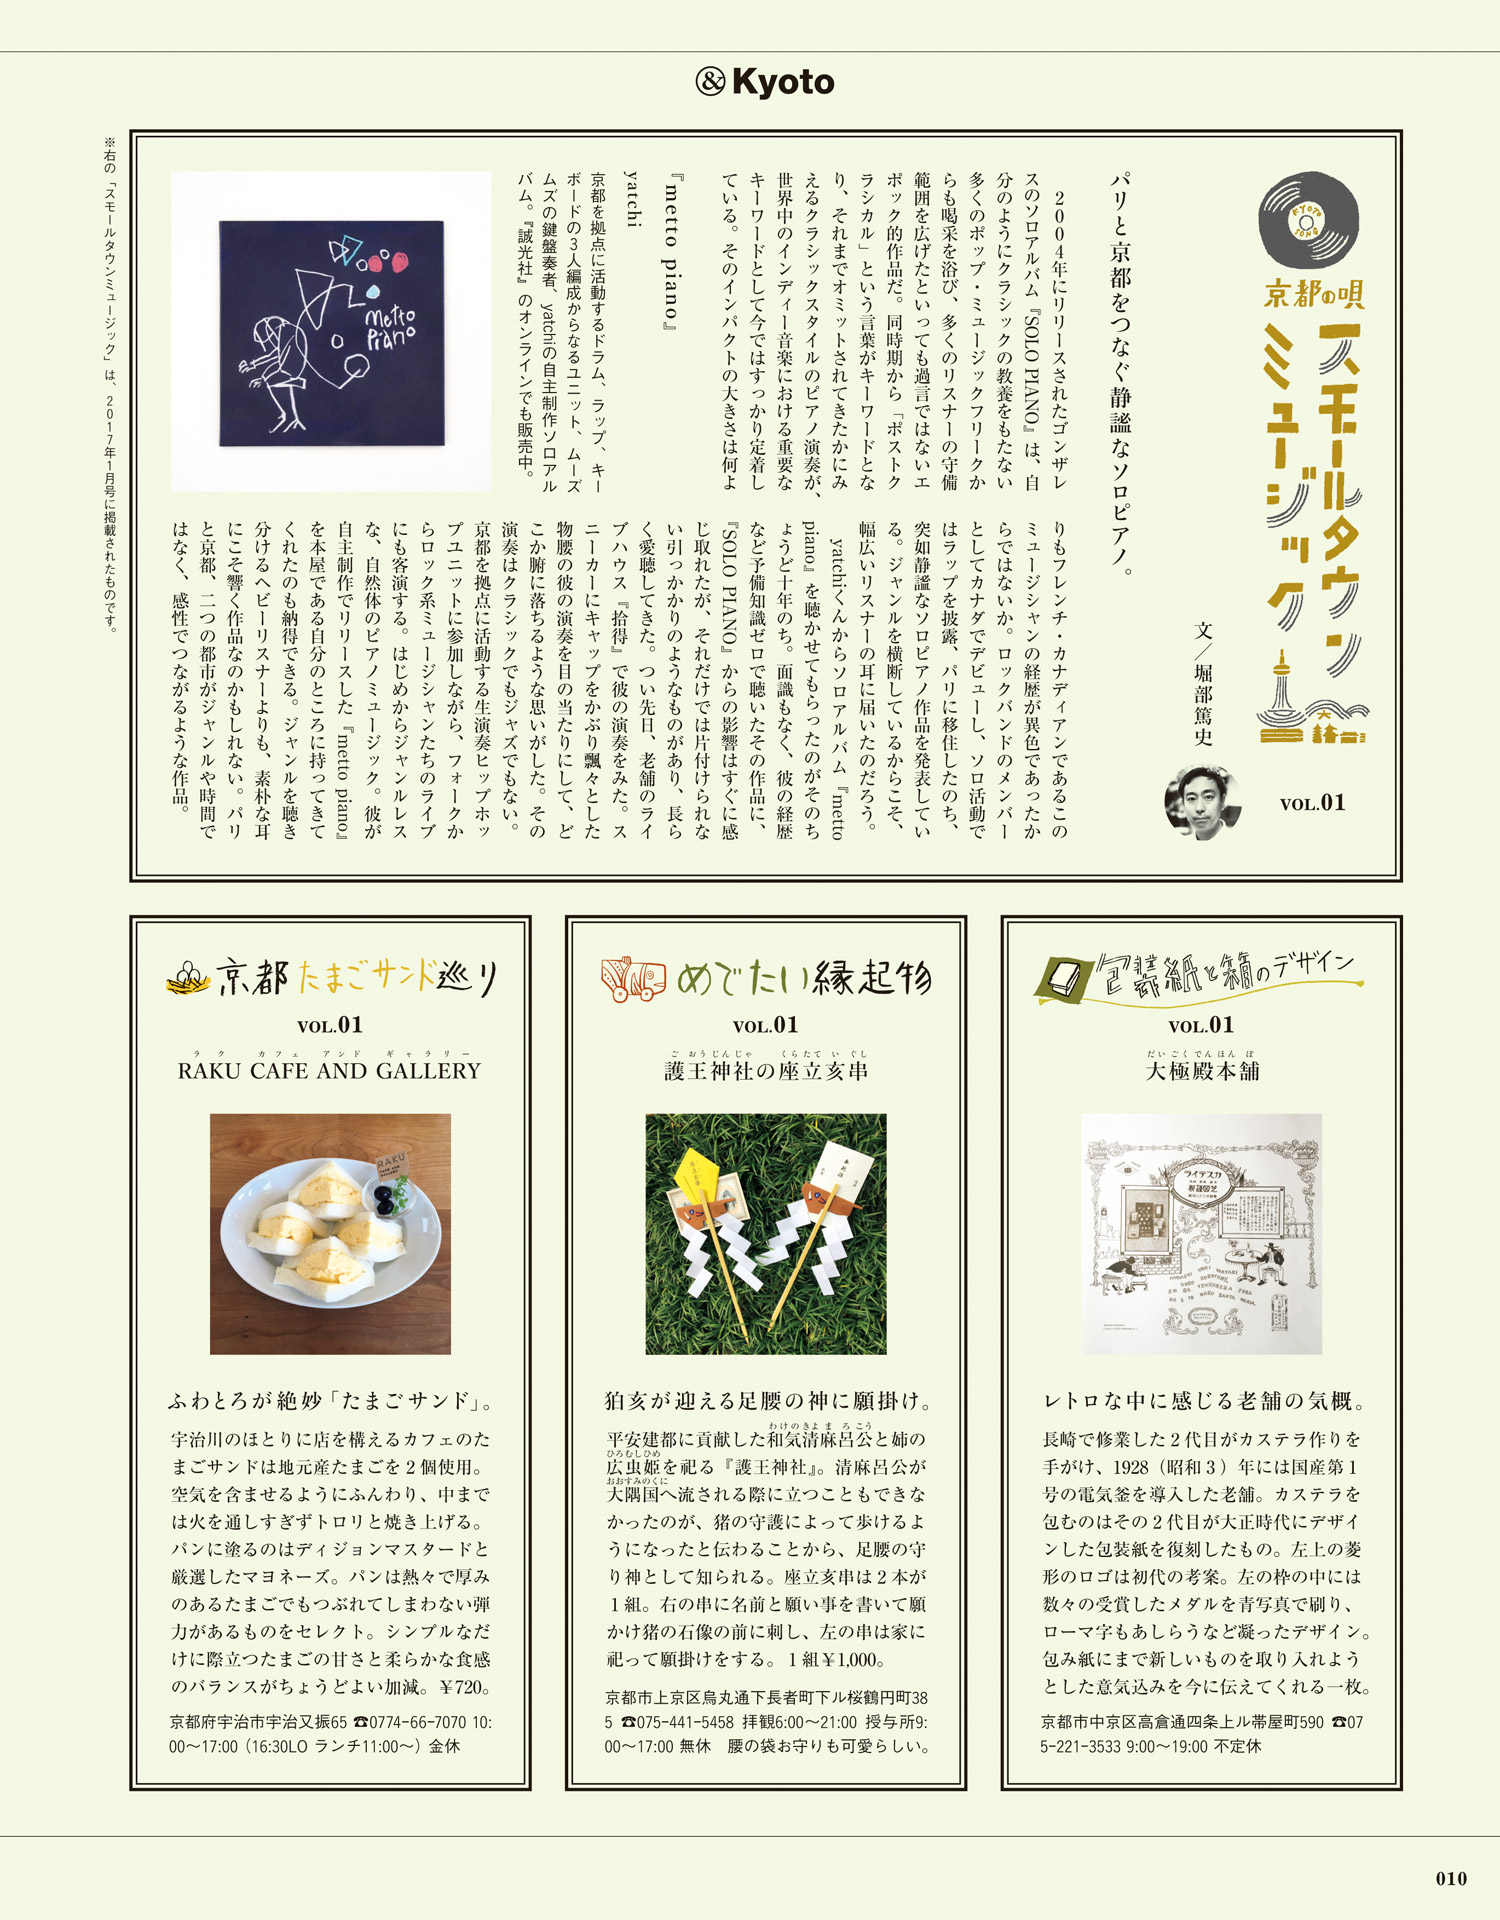 & Kyoto
KYOTO SONG
京都の唄
スモールタウン
ミュージック
VOL.01
文／堀部篤史
パリと京都をつなぐ静謐なソロピアノ。
2004年にリリースされたゴンザレ
スのソロアルバム『SOLO PIANO』は、自
分のようにクラシックの教養をもたない
多くのポップ・ミュージックフリークか
らも喝采を浴び、多くのリスナーの守備
範囲を広げたといっても過言ではないエ
ポック的作品だ。同時期から「ポストク
ラシカル」という言葉がキーワードとな
り、それまでオミットされてきたかにみ
えるクラシックスタイルのピアノ演奏が、
世界中のインディー音楽における重要な
キーワードとして今ではすっかり定着し
ている。そのインパクトの大きさは何よ
りもフレンチ・カナディアンであるこの
ミュージシャンの経歴が異色であったか
らではないか。ロックバンドのメンバー
としてカナダでデビューし、ソロ活動で
はラップを披露、パリに移住したのち、
突如静謐なソロピアノ作品を発表してい
る。ジャンルを横断しているからこそ、
幅広いリスナーの耳に届いたのだろう。
yatchiくんからソロアルバム『metto
piano』を聴かせてもらったのがそのち
ょうど十年のち。面識もなく、彼の経歴
など予備知識ゼロで聴いたその作品に、
『SOLO PIANO』からの影響はすぐに感
じ取れたが、それだけでは片付けられな
い引っかかりのようなものがあり、長ら
く愛聴してきた。つい先日、老舗のライ
ブハウス『拾得』で彼の演奏をみた。ス
ニーカーにキャップをかぶり飄々とした
物腰の彼の演奏を目の当たりにして、ど
こか腑に落ちるような思いがした。その
演奏はクラシックでもジャズでもない。
京都を拠点に活動する生演奏ヒップホッ
プユニットに参加しながら、フォークか
らロック系ミュージシャンたちのライブ
にも客演する。はじめからジャンルレス
な、自然体のピアノミュージック。彼が
自主制作でリリースした『metto piano』
を本屋である自分のところに持ってきて
くれたのも納得できる。ジャンルを聴き
分けるヘビーリスナーよりも、素朴な耳
にこそ響く作品なのかもしれない。パリ
と京都、二つの都市がジャンルや時間で
はなく、感性でつながるような作品。
『metto piano』
yatchi
京都を拠点に活動するドラム、ラップ、キー
ボードの3人編成からなるユニット、ムーズ
ムズの鍵盤奏者、yatchiの自主制作ソロアル
バム。『誠光社』のオンラインでも販売中。
metto
piano
※右の「スモールタウンミュージック」は、2017年1月号に掲載されたものです。
京都たまごサンド巡り
VOL.01
ラク カフェ アンド ギャラリー
RAKU CAFE AND GALLERY
RAKU
ふわとろが絶妙「たまごサンド」。
宇治川のほとりに店を構えるカフェのた
まごサンドは地元産たまごを2個使用。
空気を含ませるようにふんわり、中まで
は火を通しすぎずトロリと焼き上げる。
パンに塗るのはディジョンマスタードと
厳選したマヨネーズ。パンは熱々で厚み
のあるたまごでもつぶれてしまわない弾
力があるものをセレクト。シンプルなだ
けに際立つたまごの甘さと柔らかな食感
のバランスがちょうどよい加減。￥720。
京都府宇治市宇治又振65 ☎0774-66-7070 10:
00〜17:00（16:30LO ランチ11:00〜）金休
めでたい縁起物
VOL.01
ごおうじんじゃ くらたていぐし
護王神社の座立亥串
狛亥が迎える足腰の神に願掛け。
わけのきよまろこう
平安建都に貢献した和気清麻呂公と姉の
ひろむしひめ
広虫姫を祀る『護王神社』。清麻呂公が
おおすみのくに
大隅国へ流される際に立つこともできな
かったのが、猪の守護によって歩けるよ
うになったと伝わることから、足腰の守
り神として知られる。座立亥串は2本が
1組。右の串に名前と願い事を書いて願
かけ猪の石像の前に刺し、左の串は家に
祀って願掛けをする。1組￥1,000。
京都市上京区烏丸通下長者町下ル桜鶴円町38
5 ☎075-441-5458 拝観6:00〜21:00 授与所9:
00〜17:00 無休 腰の袋お守りも可愛らしい。
包装紙と箱のデザイン
VOL.01
だいごくでんほんぽ
大極殿本舗
ライテスカ
レトロな中に感じる老舗の気概。
長崎で修業した2代目がカステラ作りを
手がけ、1928（昭和3）年には国産第1
号の電気釜を導入した老舗。カステラを
包むのはその2代目が大正時代にデザイ
ンした包装紙を復刻したもの。左上の菱
形のロゴは初代の考案。左の枠の中には
数々の受賞したメダルを青写真で刷り、
ローマ字もあしらうなど凝ったデザイン。
包み紙にまで新しいものを取り入れよう
とした意気込みを今に伝えてくれる一枚。
京都市中京区高倉通四条上ル帯屋町590 ☎07
5-221-3533 9:00〜19:00 不定休
010